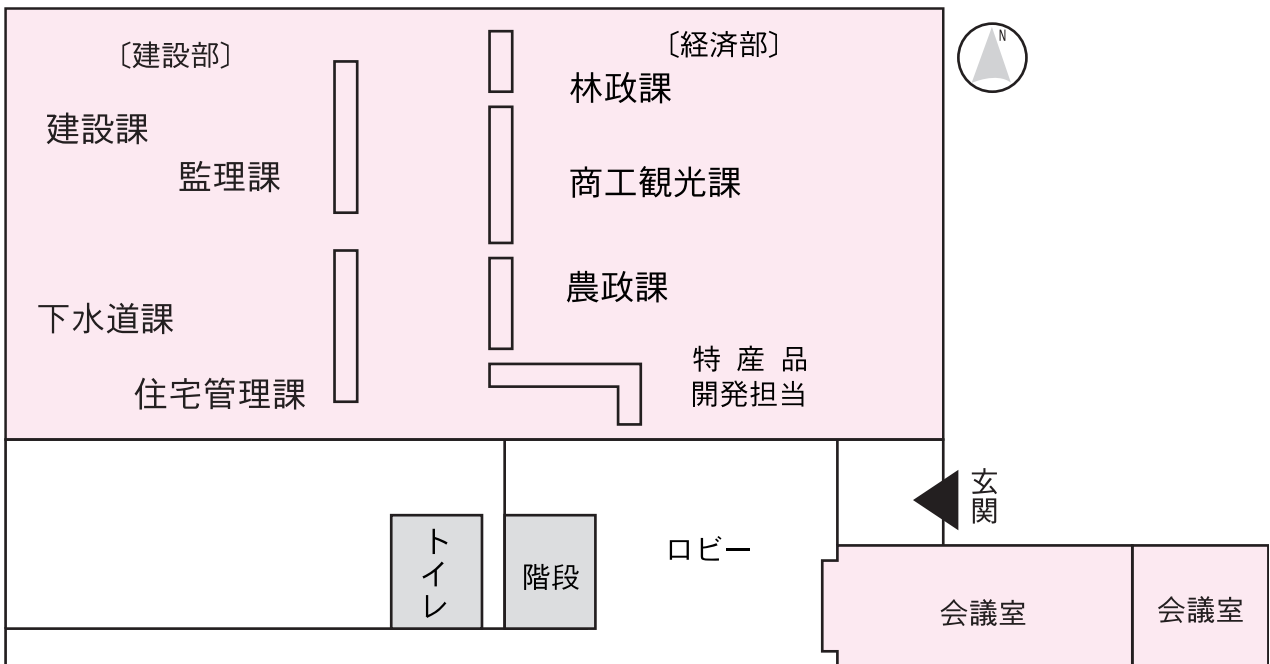 〔建設部〕
建設課
監理課
下水道課
住宅管理課
〔経済部〕
林政課
商工観光課
農政課
特産品
開発担当
N
玄関
トイレ
階段
ロビー
会議室
会議室